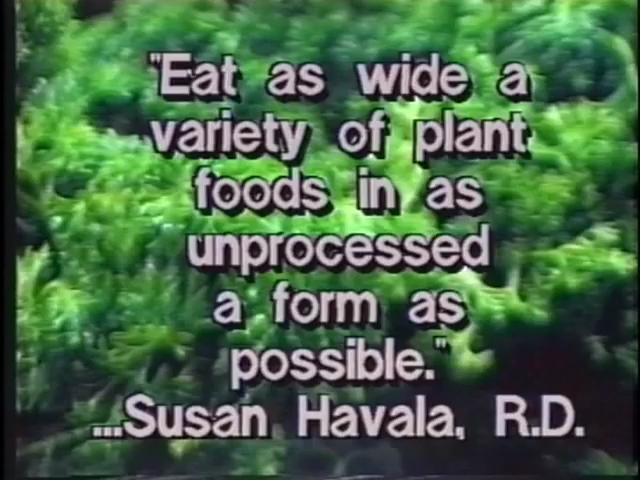 "Eat as wide a
variety of plant
foods in as
unprocessed
a form as
possible."
...Susan Havala, R.D.